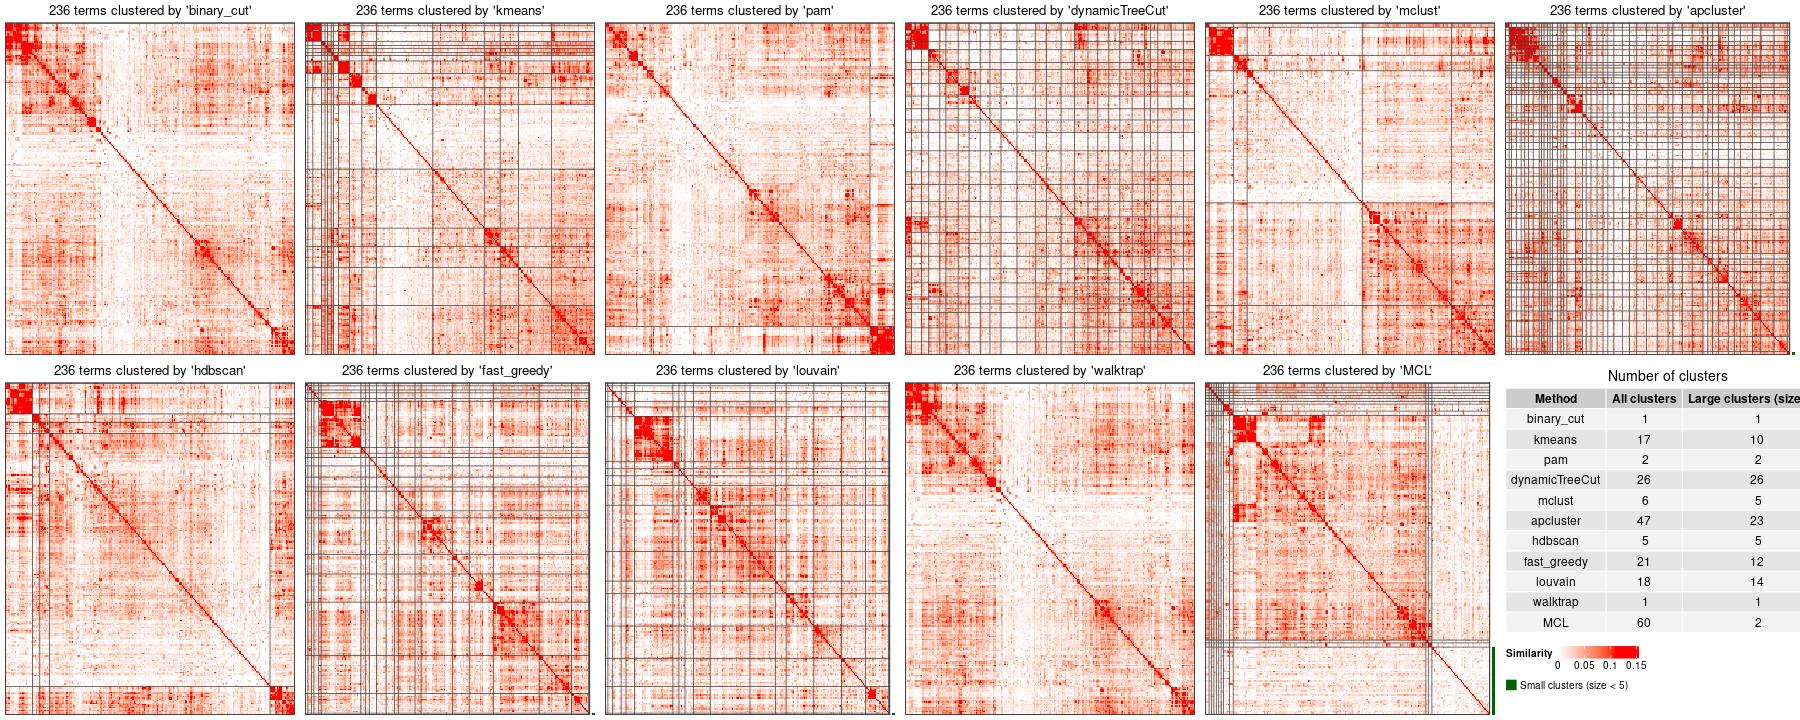 236 terms clustered by 'binary_cut'
236 terms clustered by 'kmeans'
236 terms clustered by 'pam'
236 terms clustered by 'dynamicTreeCut'
236 terms clustered by 'mclust'
236 terms clustered by 'apcluster'
236 terms clustered by 'hdbscan'
236 terms clustered by 'fast_greedy'
236 terms clustered by 'louvain'
236 terms clustered by 'walktrap'
236 terms clustered by 'MCL'
Number of clusters
Method All clusters Large clusters (size
binary_cut 1 1
kmeans 17 10
pam 2 2
dynamicTreeCut 26 26
mclust 6 5
apcluster 47 23
hdbscan 5 5
fast_greedy 21 12
louvain 18 14
walktrap 1 1
MCL 60 2
Similarity
0 0.05 0.1 0.15
Small clusters (size < 5)